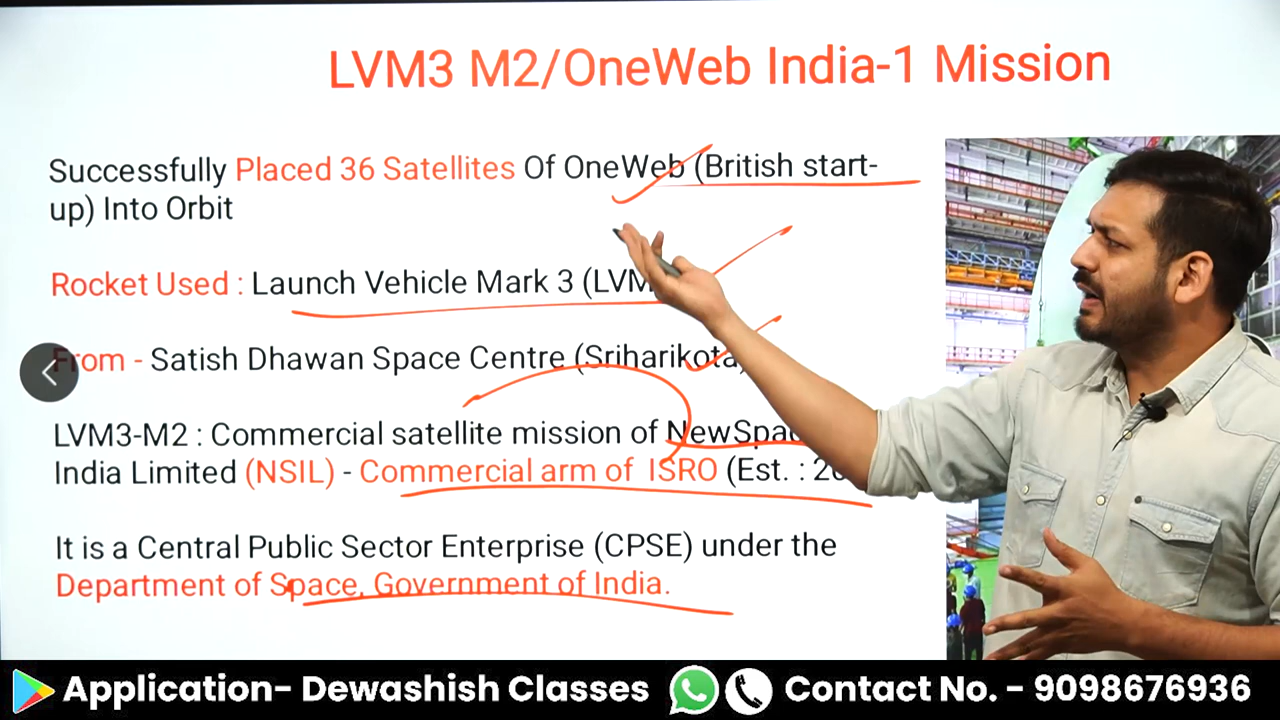 LVM3 M2/OneWeb India-1 Mission
Successfully Placed 36 Satellites Of OneWeb (British start-
up) Into Orbit
Rocket Used : Launch Vehicle Mark 3 (LVM
From - Satish Dhawan Space Centre (Sriharikota)
LVM3-M2 : Commercial satellite mission of NewSpac
India Limited (NSIL) - Commercial arm of ISRO (Est. : 20
It is a Central Public Sector Enterprise (CPSE) under the
Department of Space, Government of India.
Application- Dewashish Classes Contact No. - 9098676936